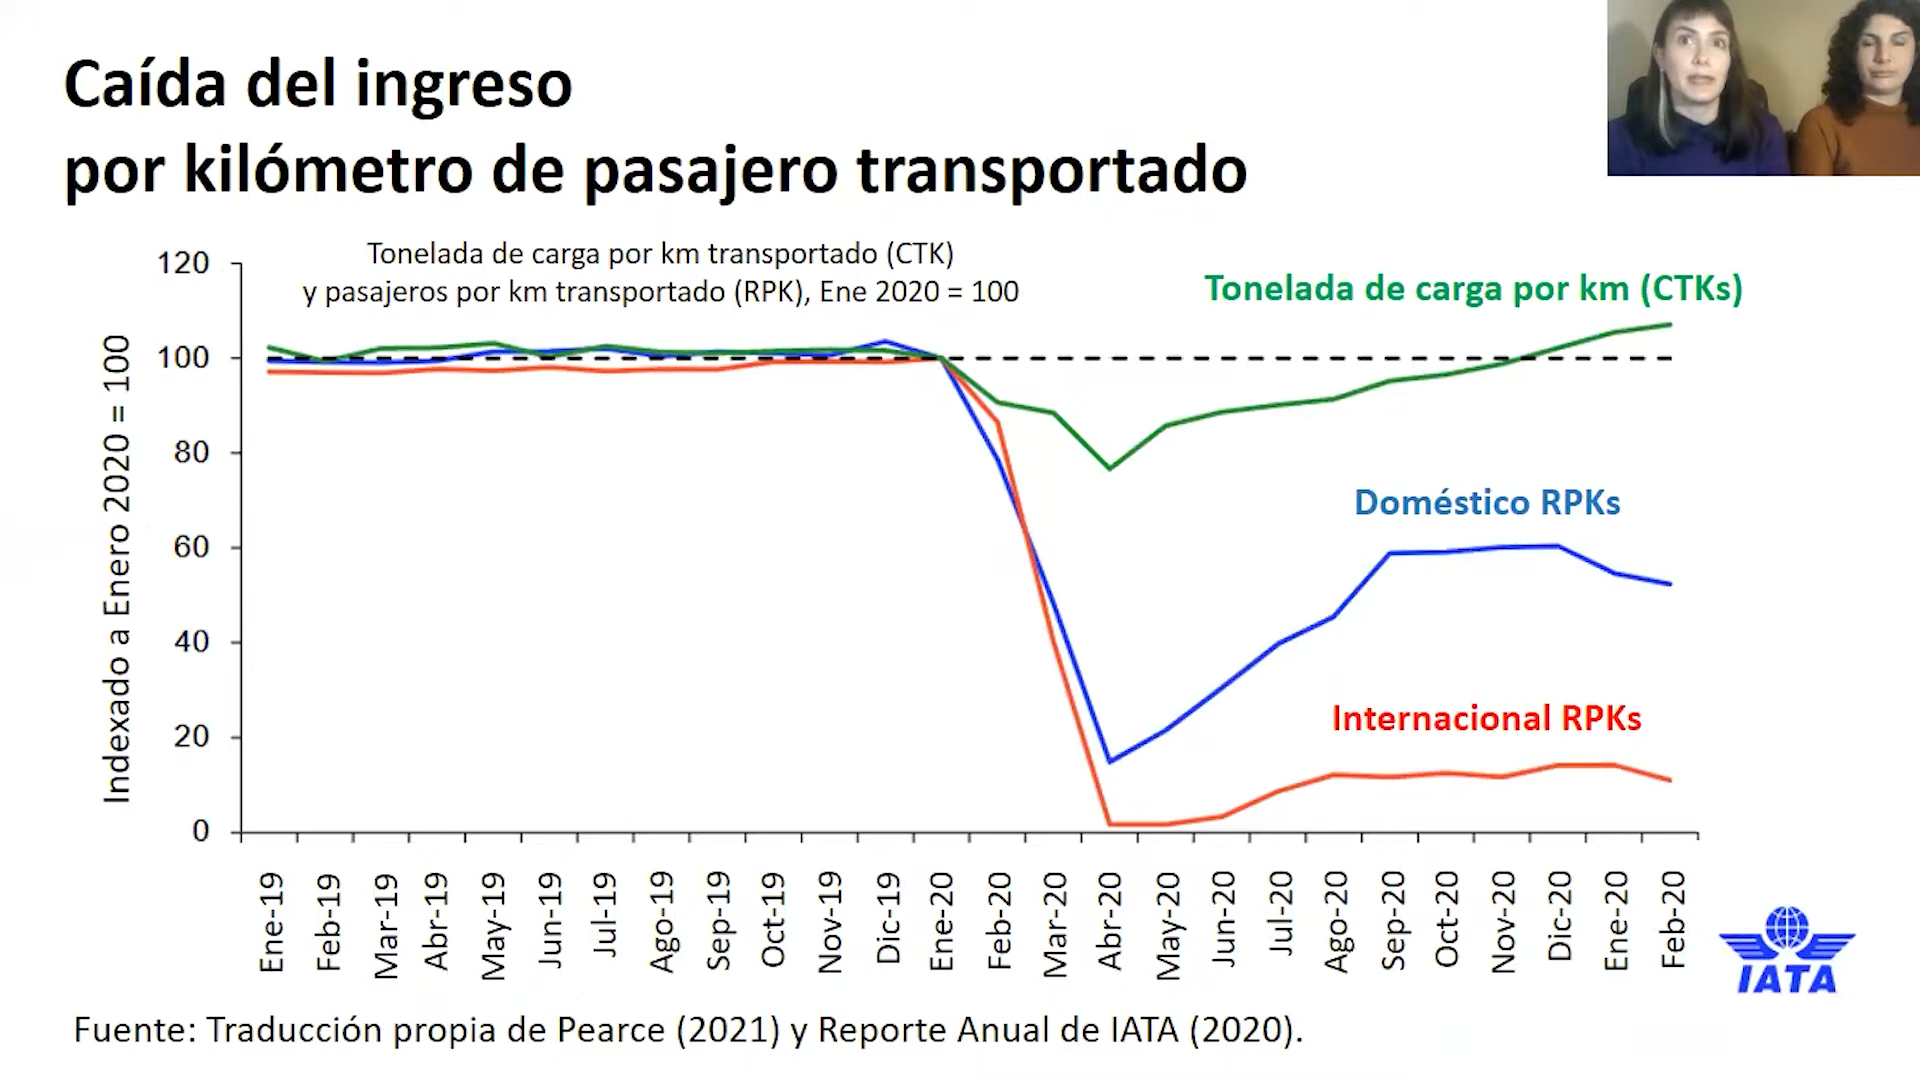 Caída del ingreso
por kilómetro de pasajero transportado
Tonelada de carga por km transportado (CTK)
y pasajeros por km transportado (RPK), Ene 2020 = 100
Tonelada de carga por km (CTKs)
Doméstico RPKs
Internacional RPKs
Indexado a Enero 2020 = 100
120
100
80
60
40
20
0
Ene-19
Feb-19
Mar-19
Abr-19
May-19
Jun-19
Jul-19
Ago-19
Sep-19
Oct-19
Nov-19
Dic-19
Ene-20
Feb-20
Mar-20
Abr-20
May-20
Jun-20
Jul-20
Ago-20
Sep-20
Oct-20
Nov-20
Dic-20
Ene-20
Feb-20
IATA
Fuente: Traducción propia de Pearce (2021) y Reporte Anual de IATA (2020).